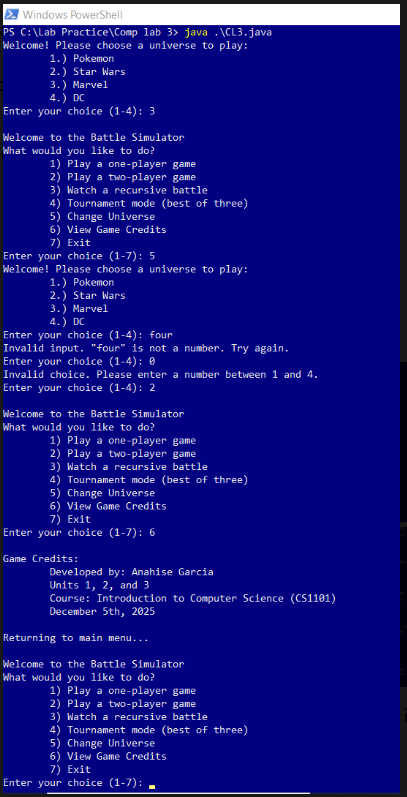 Windows PowerShell
PS C:\Lab Practice\Comp lab 3> java .\CL3.java
Welcome! Please choose a universe to play:
1.) Pokemon
2.) Star Wars
3.) Marvel
4.) DC
Enter your choice (1-4): 3
Welcome to the Battle Simulator
What would you like to do?
1) Play a one-player game
2) Play a two-player game
3) Watch a recursive battle
4) Tournament mode (best of three)
5) Change Universe
6) View Game Credits
7) Exit
Enter your choice (1-7): 5
Welcome! Please choose a universe to play:
1.) Pokemon
2.) Star Wars
3.) Marvel
4.) DC
Enter your choice (1-4): four
Invalid input. "four" is not a number. Try again.
Enter your choice (1-4): 0
Invalid choice. Please enter a number between 1 and 4.
Enter your choice (1-4): 2
Welcome to the Battle Simulator
What would you like to do?
1) Play a one-player game
2) Play a two-player game
3) Watch a recursive battle
4) Tournament mode (best of three)
5) Change Universe
6) View Game Credits
7) Exit
Enter your choice (1-7): 6
Game Credits:
Developed by: Anahise Garcia
Units 1, 2, and 3
Course: Introduction to Computer Science (CS1101)
December 5th, 2025
Returning to main menu...
Welcome to the Battle Simulator
What would you like to do?
1) Play a one-player game
2) Play a two-player game
3) Watch a recursive battle
4) Tournament mode (best of three)
5) Change Universe
6) View Game Credits
7) Exit
Enter your choice (1-7):